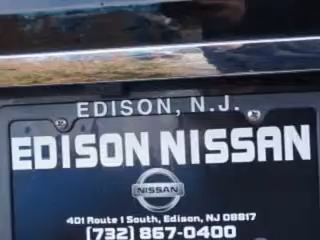 EDISON, N.J.
EDISON NISSAN
NISSAN
401 Route 1 South, Edison, NJ 08817
(732) 867-0400